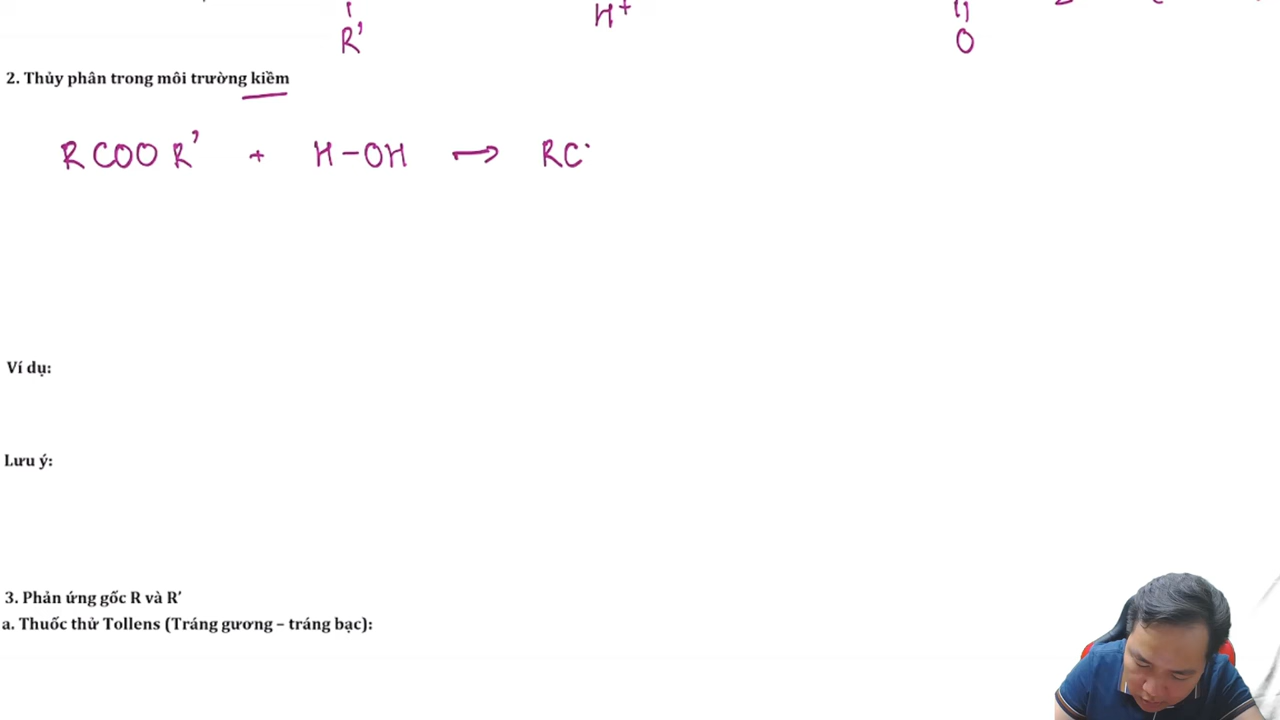 R'
H+
O
2. Thủy phân trong môi trường kiềm
RCOOR' + H-OH → RC
Ví dụ:
Lưu ý:
3. Phản ứng gốc R và R'
a. Thuốc thử Tollens (Tráng gương – tráng bạc):